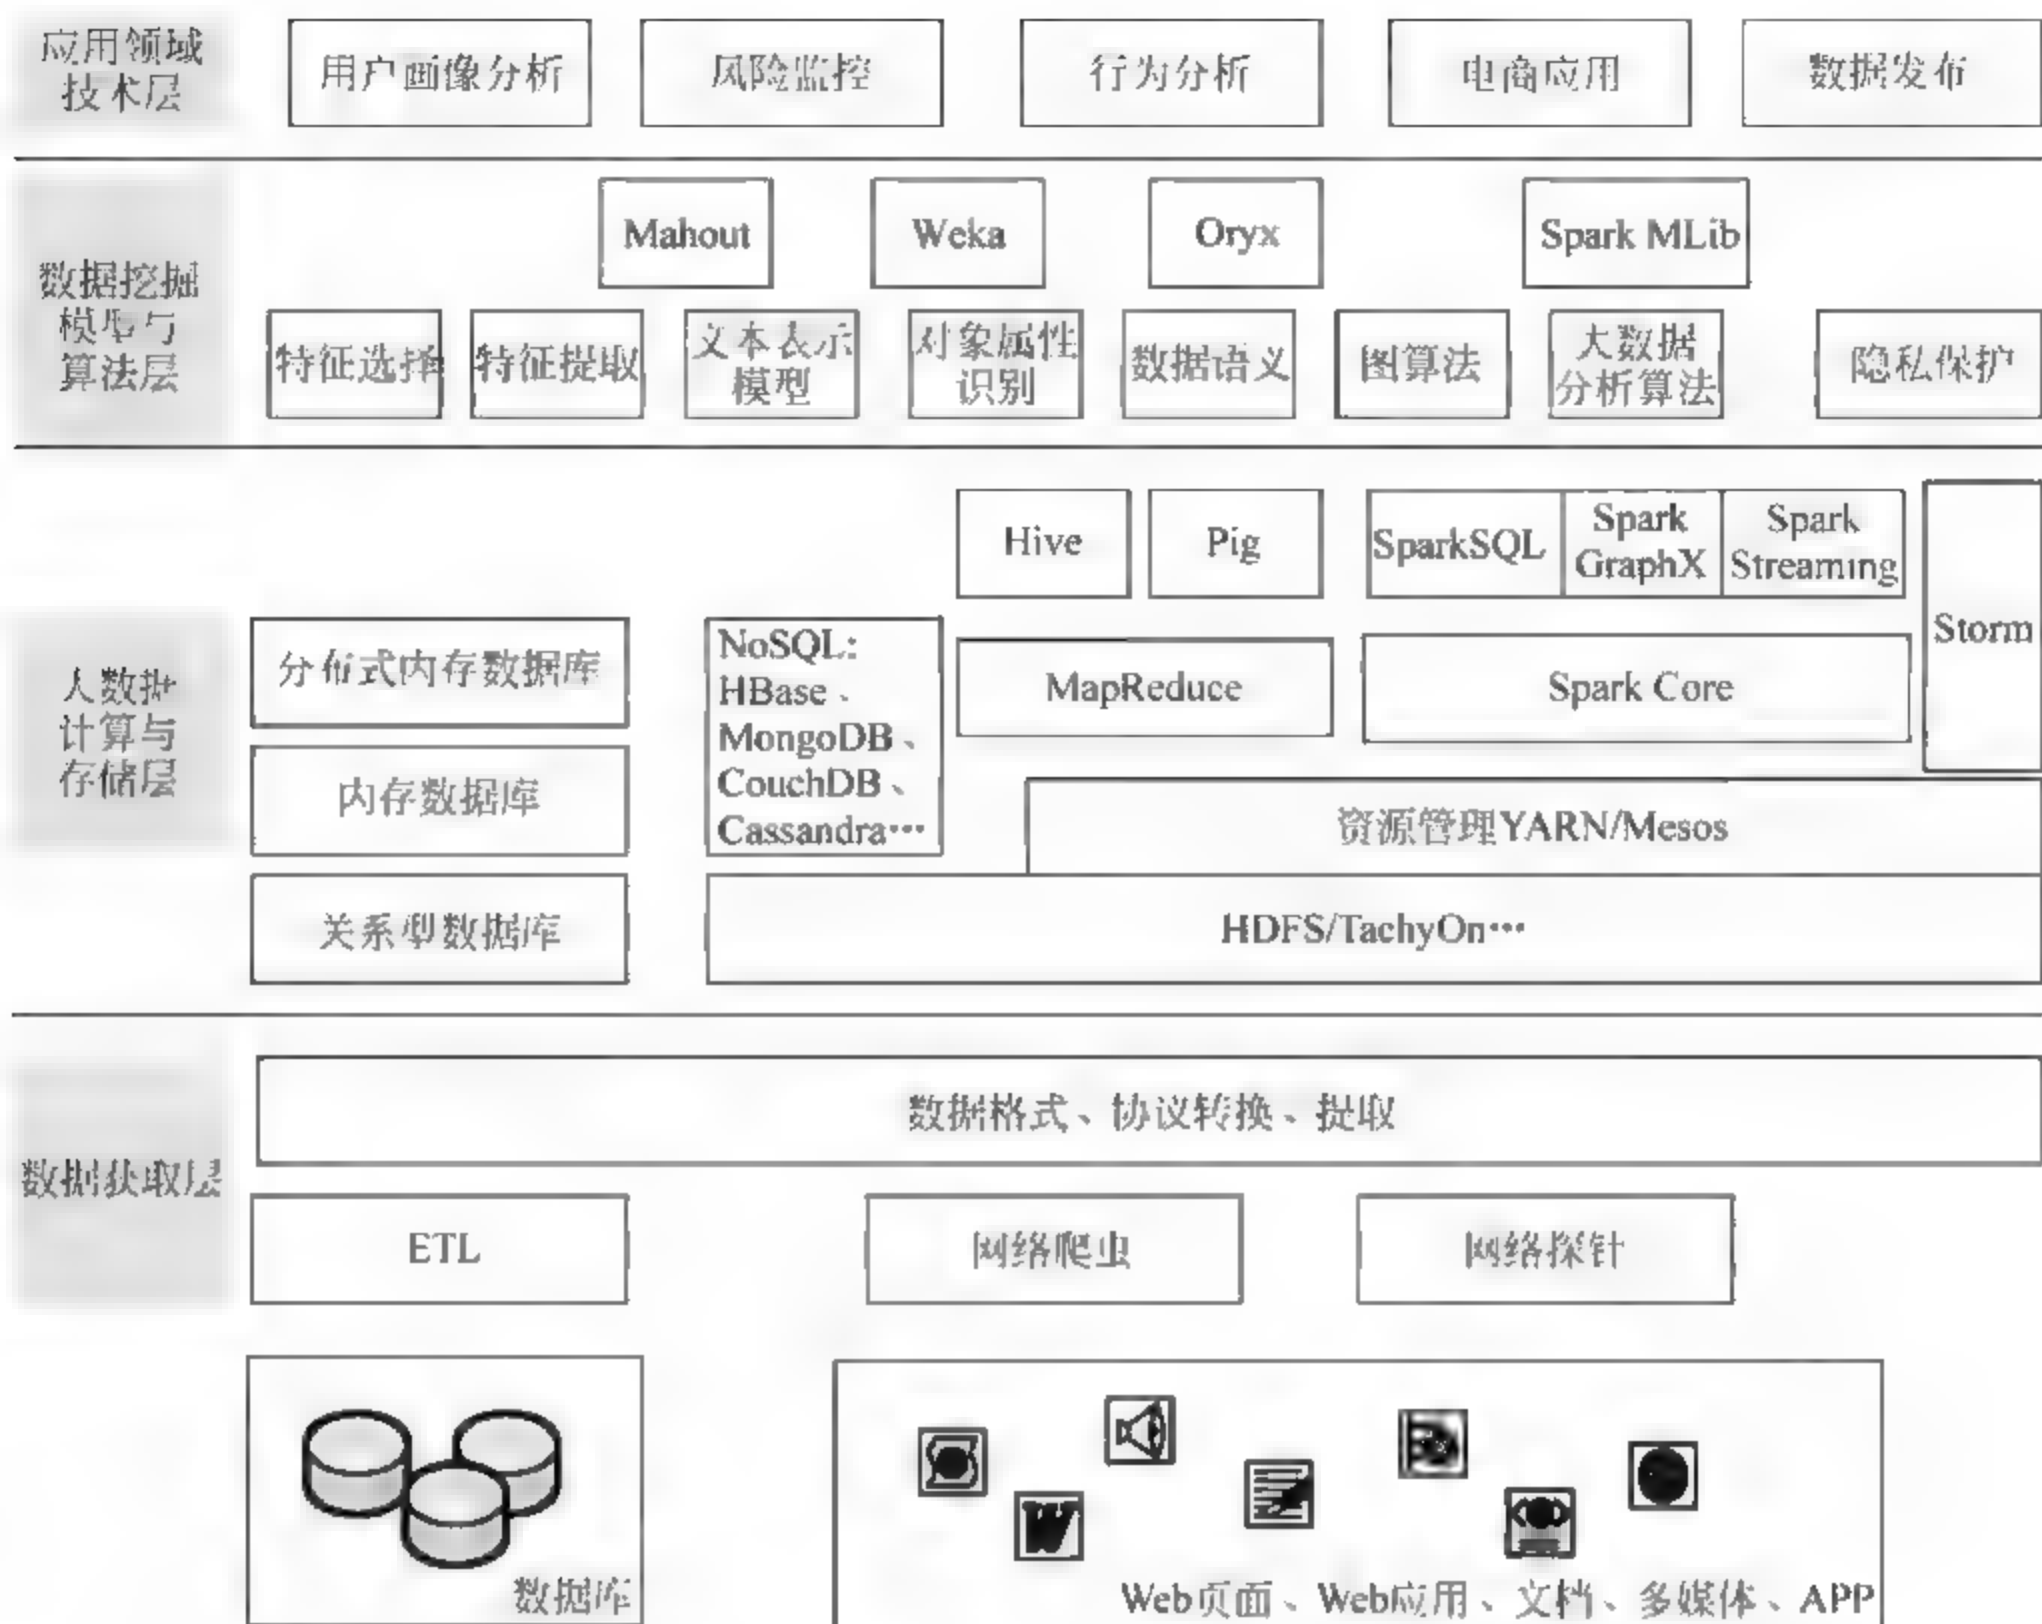 应用领域
技术层
用户画像分析
风险监控
行为分析
电商应用
数据发布
数据挖掘
模型与
算法层
Mahout
Weka
Oryx
Spark MLib
特征选择
特征提取
文本表示
模型
对象属性
识别
数据语义
图算法
大数据
分析算法
隐私保护
大数据
计算与
存储层
Hive
Pig
SparkSQL
Spark
GraphX
Spark
Streaming
Storm
分布式内存数据库
NoSQL:
HBase、
MongoDB、
CouchDB、
Cassandra…
MapReduce
Spark Core
内存数据库
资源管理YARN/Mesos
关系型数据库
HDFS/TachyOn…
数据获取层
数据格式、协议转换、提取
ETL
网络爬虫
网络探针
数据库
W
Web页面、Web应用、文档、多媒体、APP